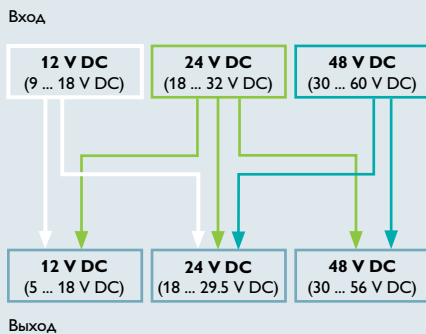 Вход
12 V DC 24 V DC 48 V DC
(9 ... 18 V DC) (18 ... 32 V DC) (30 ... 60 V DC)
12 V DC 24 V DC 48 V DC
(5 ... 18 V DC) (18 ... 29.5 V DC) (30 ... 56 V DC)
Выход